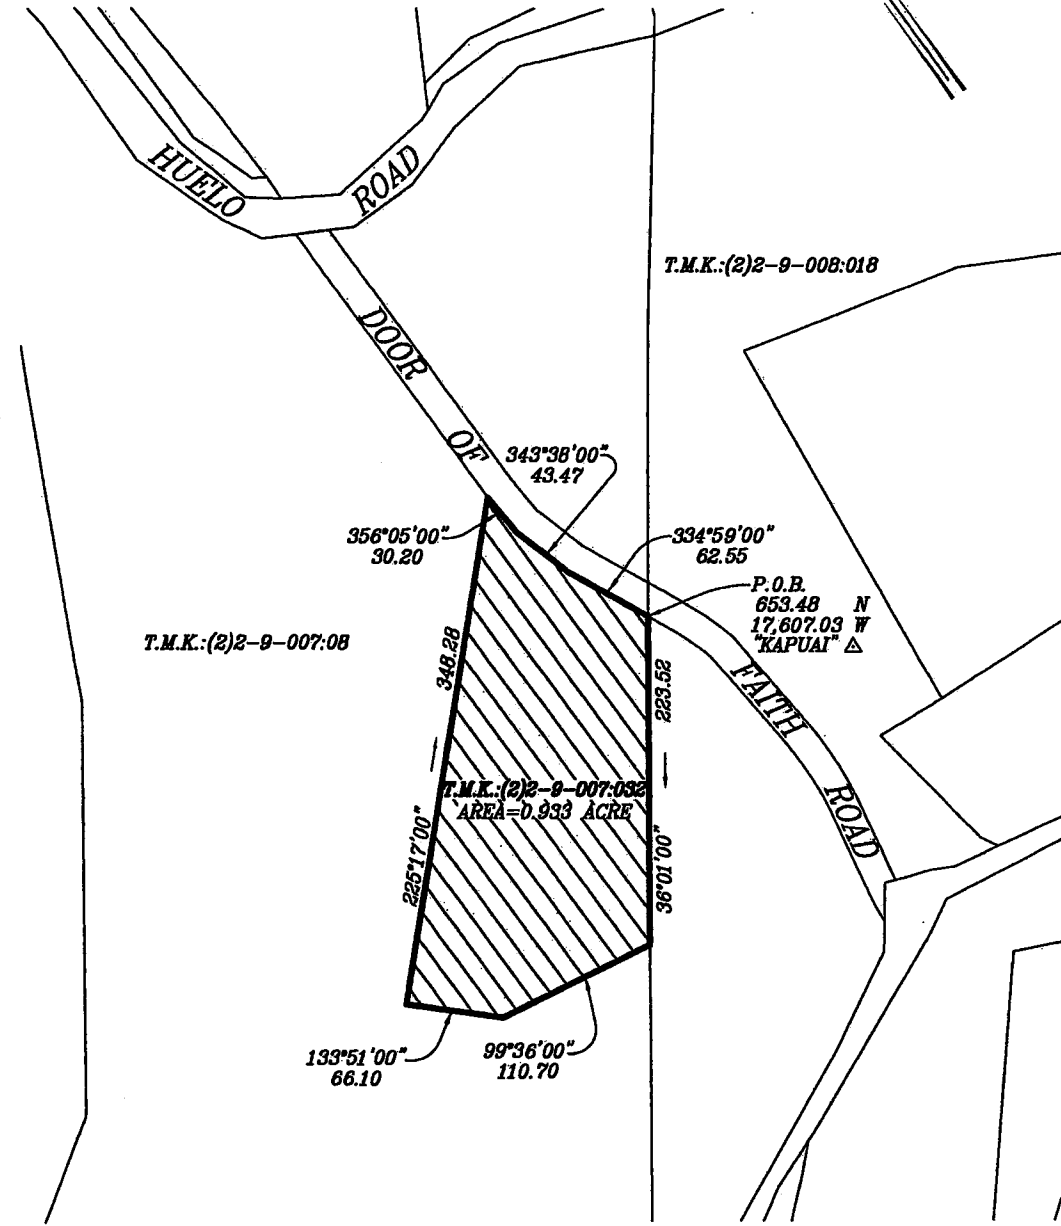 HUELO
ROAD
T.M.K.:(2)2-9-008:018
DOOR
OF
343°38'00"
43.47
356°05'00"
30.20
334°59'00"
62.55
P.O.B.
653.48 N
17,607.03 W
"KAPUAI"
T.M.K.:(2)2-9-007:08
348.28
223.52
FAITH
T.M.K.:(2)2-9-007:032
AREA=0.933 ACRE
ROAD
225°17'00"
36°01'00"
133°51'00"
66.10
99°36'00"
110.70